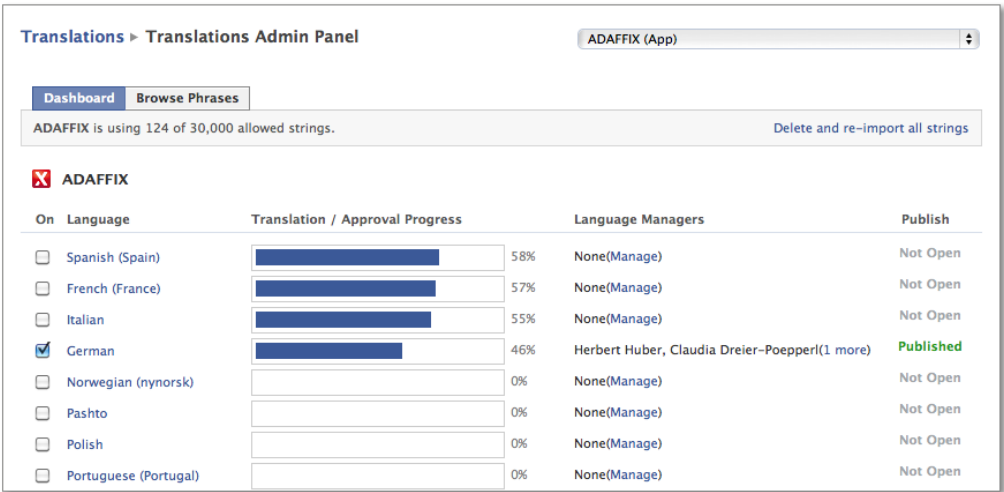 Translations ▸ Translations Admin Panel ADAFFIX (App)
Dashboard Browse Phrases
ADAFFIX is using 124 of 30,000 allowed strings. Delete and re-import all strings
X ADAFFIX
On Language Translation / Approval Progress Language Managers Publish
Spanish (Spain) 58% None(Manage) Not Open
French (France) 57% None(Manage) Not Open
Italian 55% None(Manage) Not Open
German 46% Herbert Huber, Claudia Dreier-Poepperl(1 more) Published
Norwegian (nynorsk) 0% None(Manage) Not Open
Pashto 0% None(Manage) Not Open
Polish 0% None(Manage) Not Open
Portuguese (Portugal) 0% None(Manage) Not Open